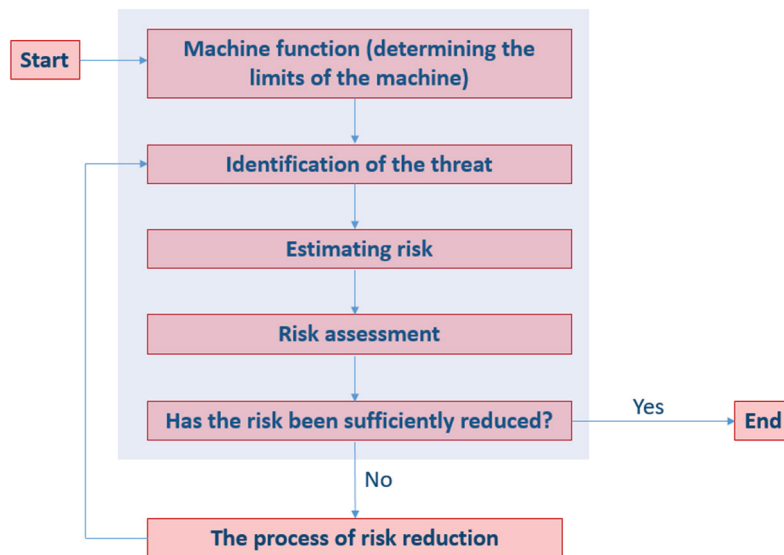 Start
Machine function (determining the
limits of the machine)
Identification of the threat
Estimating risk
Risk assessment
Has the risk been sufficiently reduced?
Yes
End
No
The process of risk reduction